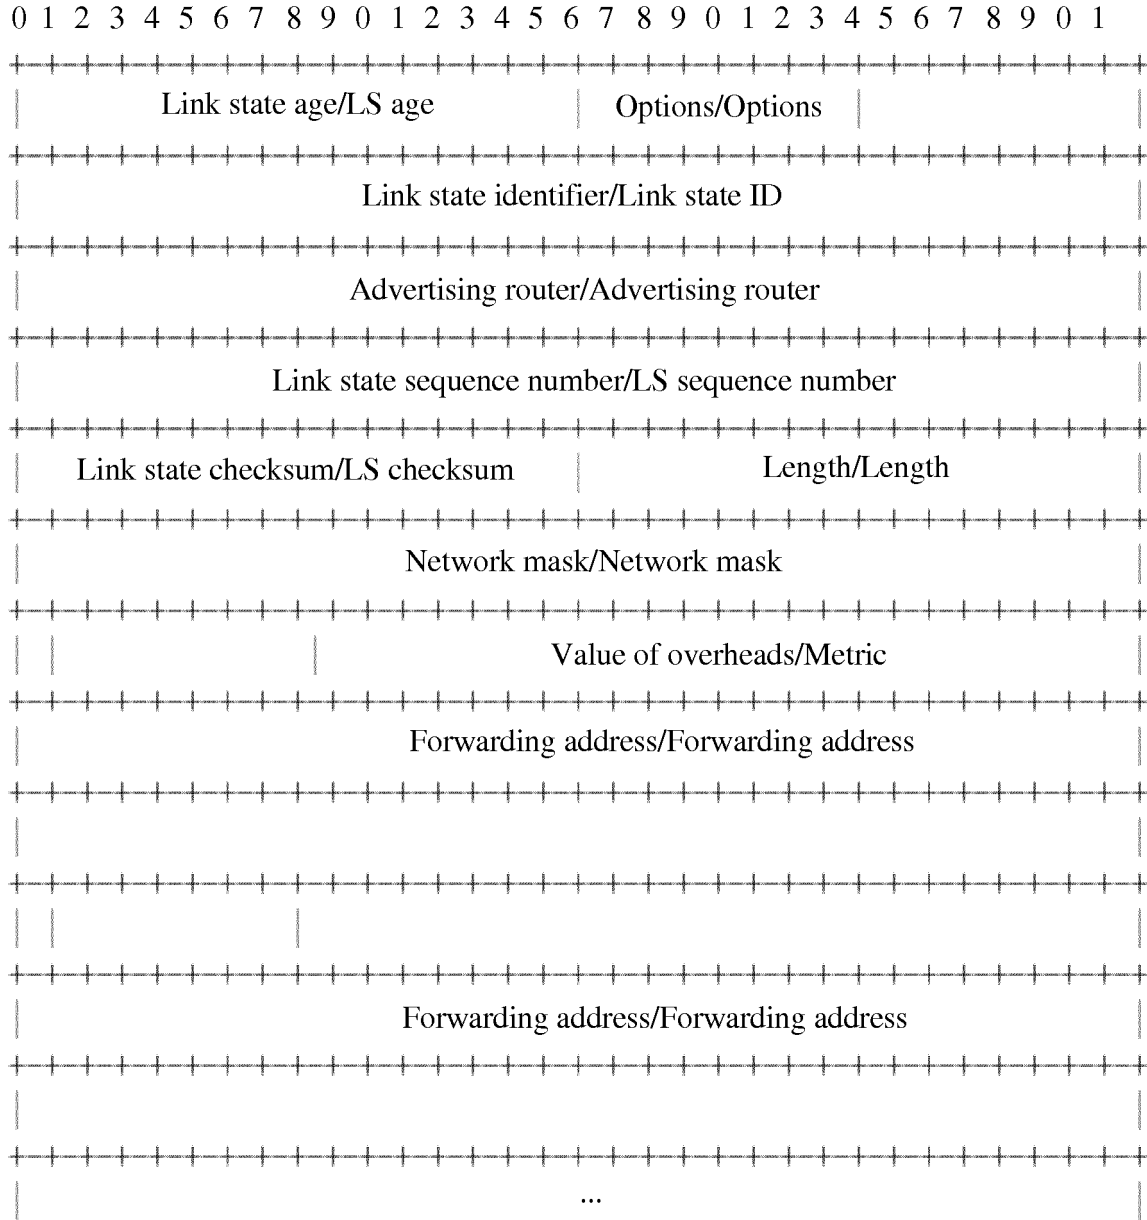 0 1 2 3 4 5 6 7 8 9 0 1 2 3 4 5 6 7 8 9 0 1 2 3 4 5 6 7 8 9 0 1
Link state age/LS age Options/Options
Link state identifier/Link state ID
Advertising router/Advertising router
Link state sequence number/LS sequence number
Link state checksum/LS checksum Length/Length
Network mask/Network mask
Value of overheads/Metric
Forwarding address/Forwarding address
Forwarding address/Forwarding address
...